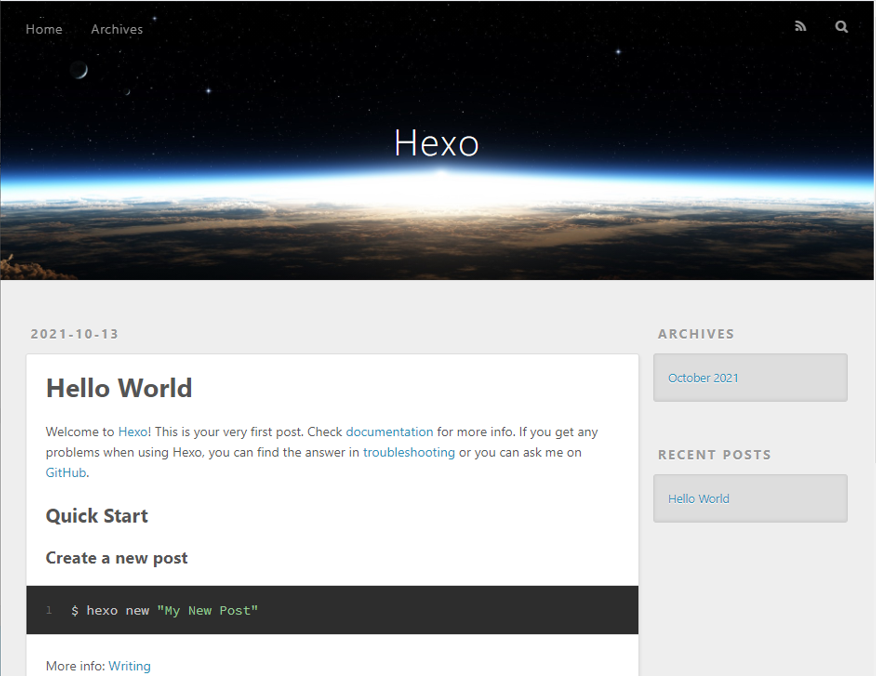 Home Archives
Hexo
2021-10-13
Hello World
Welcome to Hexo! This is your very first post. Check documentation for more info. If you get any
problems when using Hexo, you can find the answer in troubleshooting or you can ask me on
GitHub.
Quick Start
Create a new post
1 $ hexo new "My New Post"
More info: Writing
ARCHIVES
October 2021
RECENT POSTS
Hello World